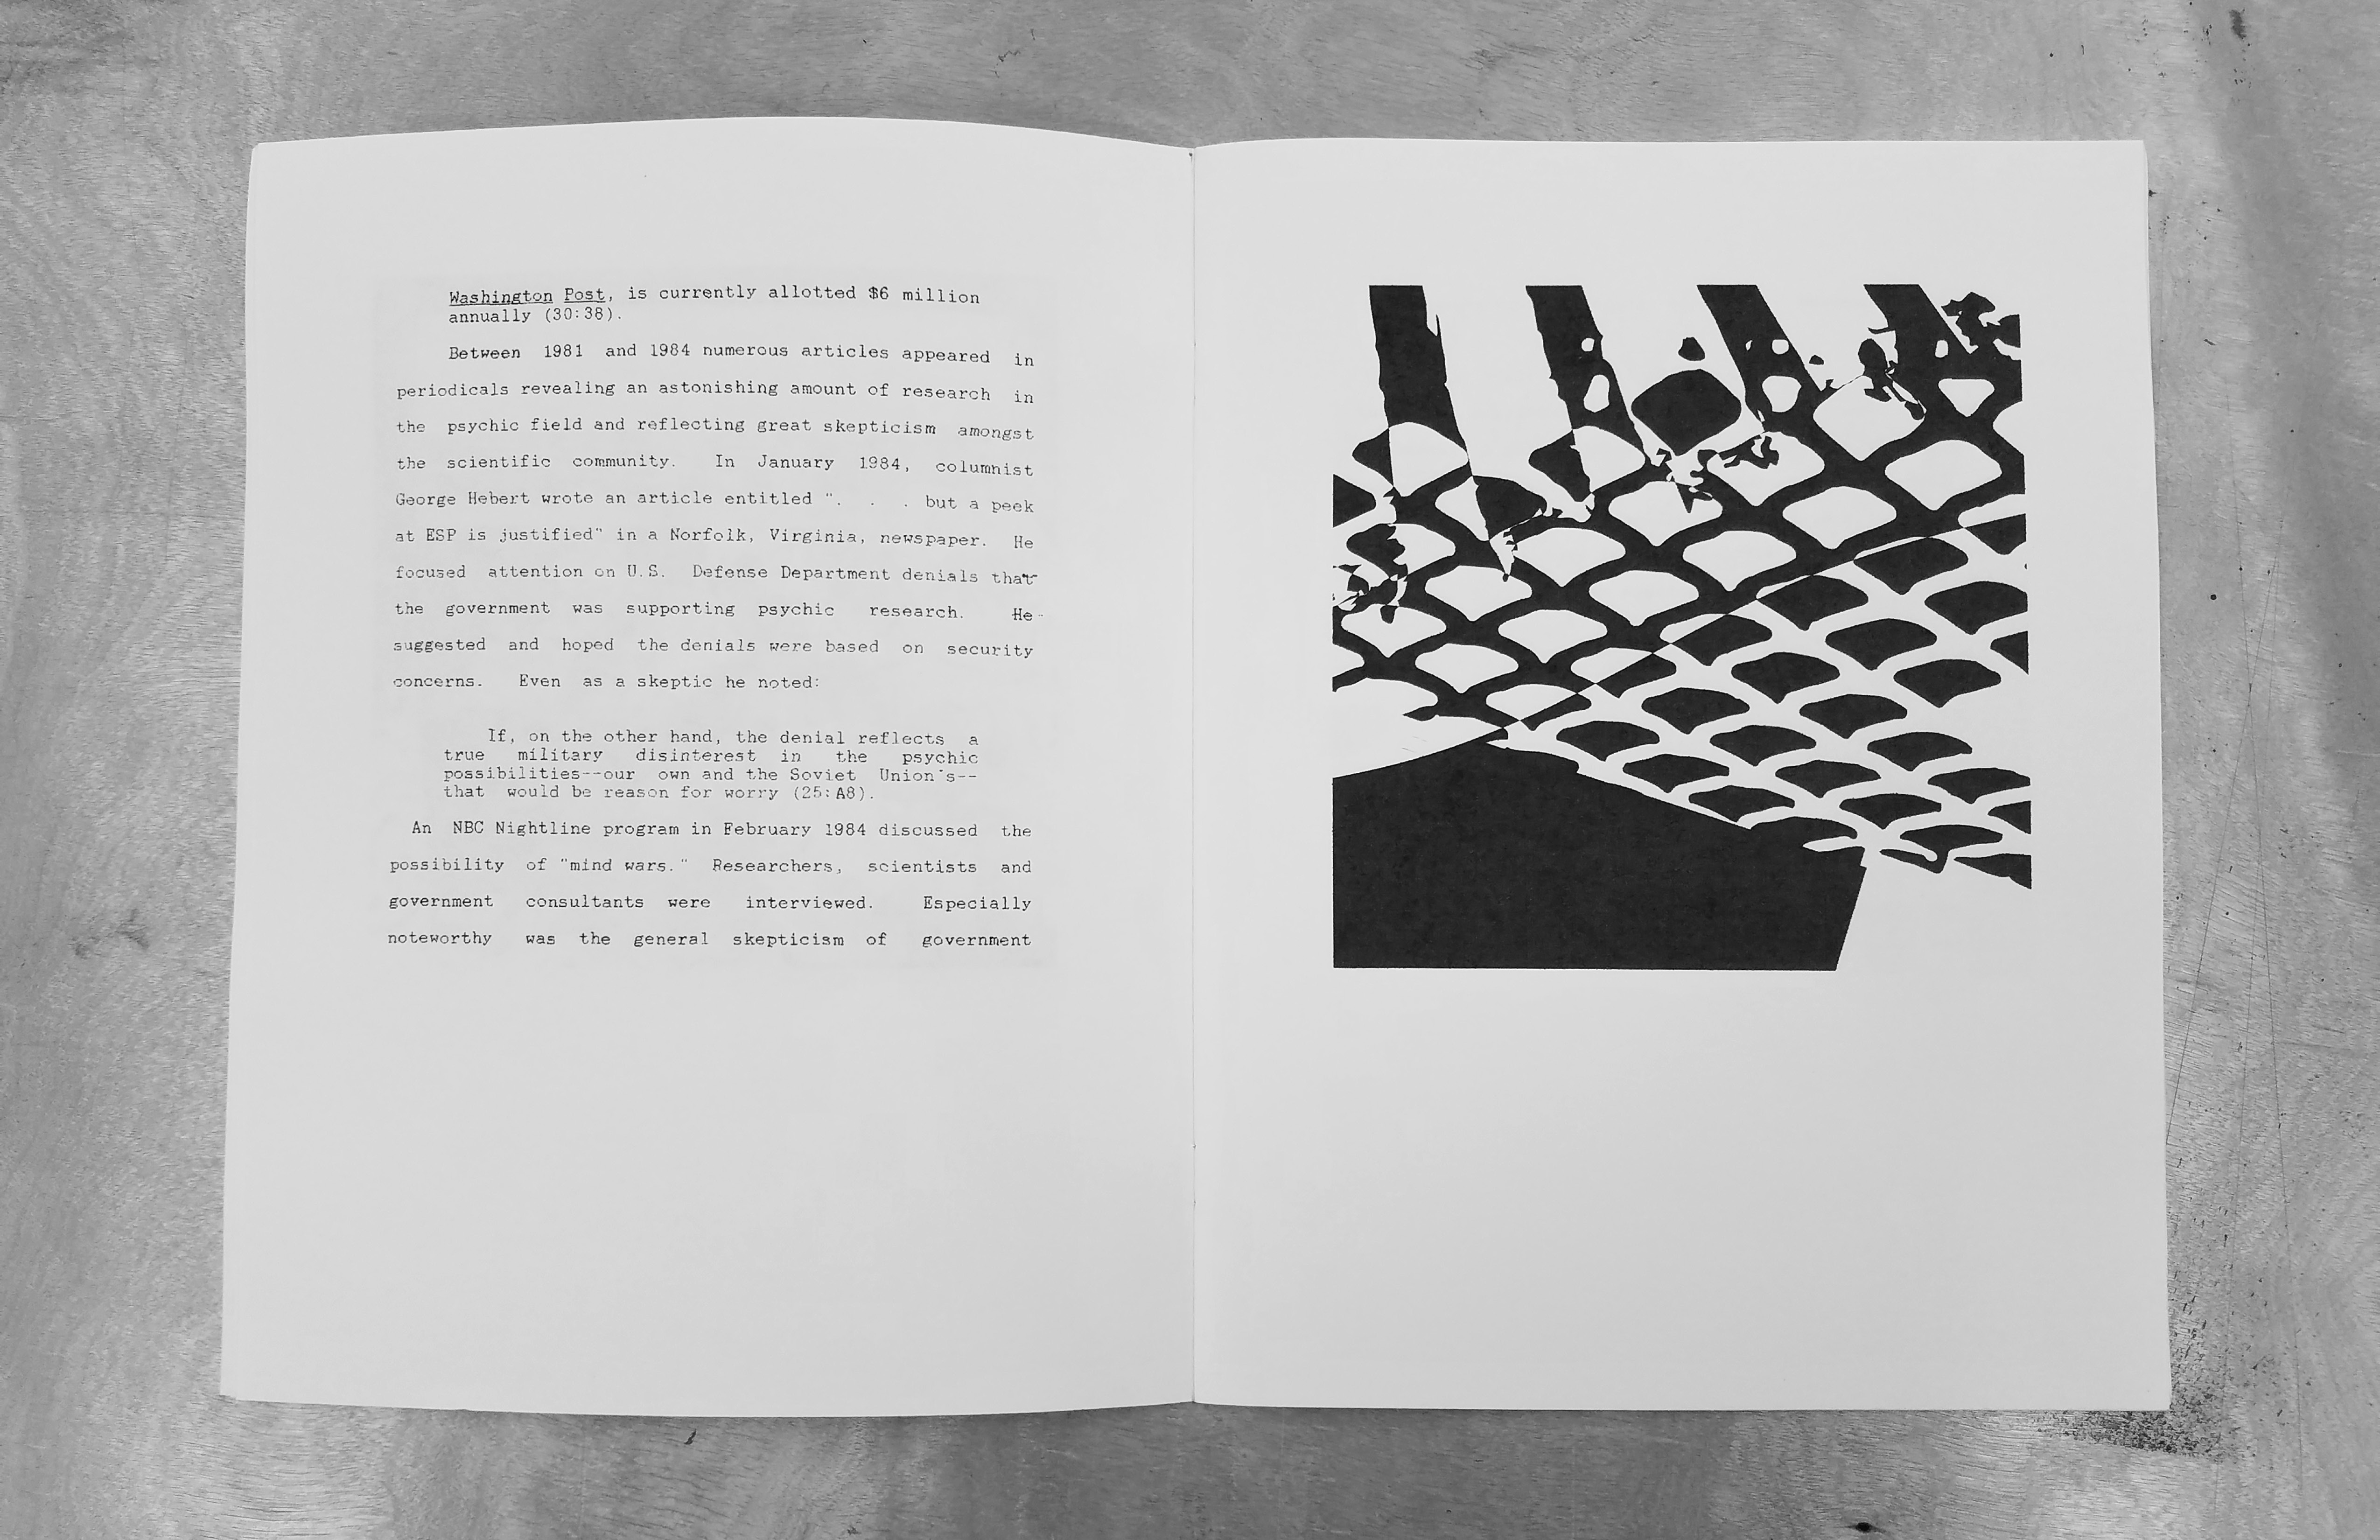 Washington Post, is currently allotted $6 million
annually (30:38).
Between 1981 and 1984 numerous articles appeared in
periodicals revealing an astonishing amount of research in
the psychic field and reflecting great skepticism amongst
the scientific community. In January 1984, columnist
George Hebert wrote an article entitled ". . . but a peek
at ESP is justified" in a Norfolk, Virginia, newspaper. He
focused attention on U.S. Defense Department denials that
the government was supporting psychic research. He
suggested and hoped the denials were based on security
concerns. Even as a skeptic he noted:
If, on the other hand, the denial reflects a
true military disinterest in the psychic
possibilities--our own and the Soviet Union's--
that would be reason for worry (25:A8).
An NBC Nightline program in February 1984 discussed the
possibility of "mind wars." Researchers, scientists and
government consultants were interviewed. Especially
noteworthy was the general skepticism of government